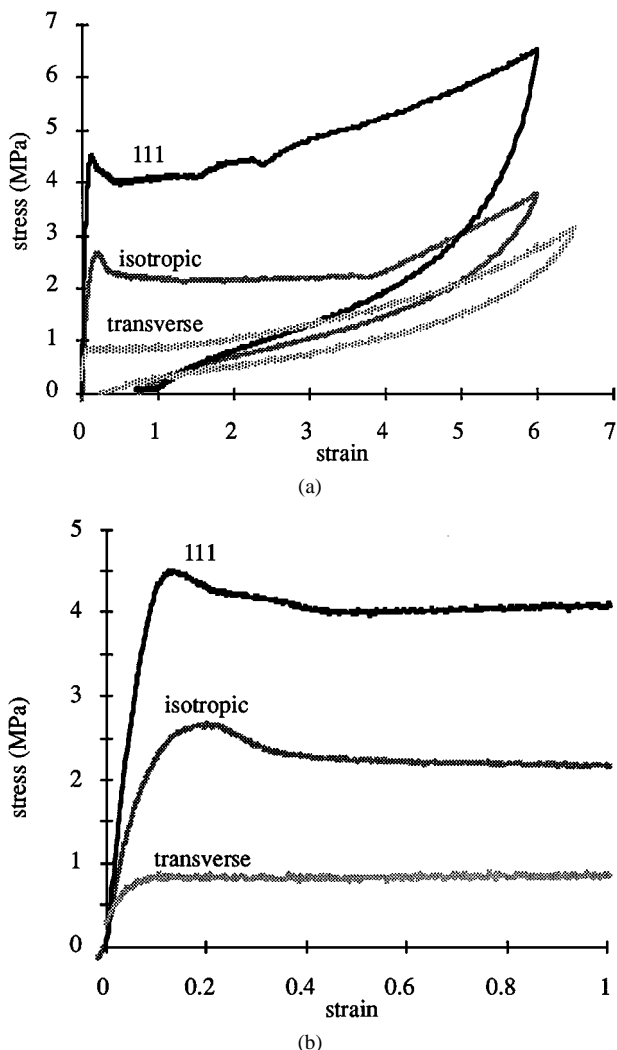 7
6
5
4
3
2
1
0
stress (MPa)
111
isotropic
transverse
0 1 2 3 4 5 6 7
strain
(a)
5
4
3
2
1
0
stress (MPa)
111
isotropic
transverse
0 0.2 0.4 0.6 0.8 1
strain
(b)